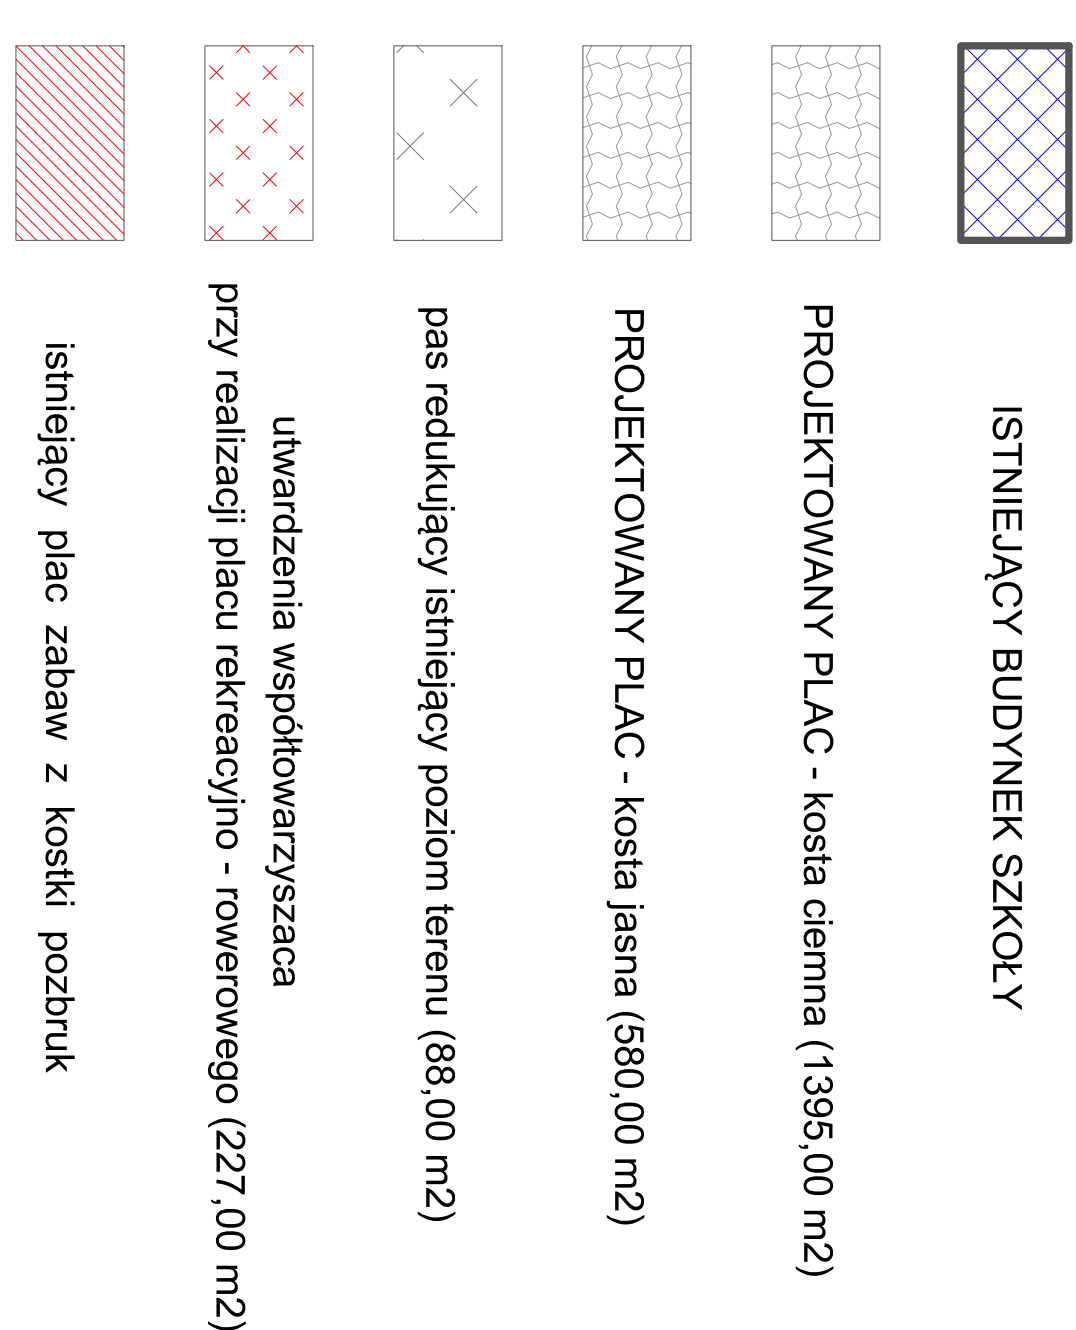 ISTNIEJĄCY BUDYNEK SZKOŁY
PROJEKTOWANY PLAC - kosta ciemna (1395,00 m2)
PROJEKTOWANY PLAC - kosta jasna (580,00 m2)
pas redukujący istniejący poziom terenu (88,00 m2)
utwardzenia współtowarzyszaca
przy realizacji placu rekreacyjno - rowerowego (227,00 m2)
istniejący plac zabaw z kostki pozbruk